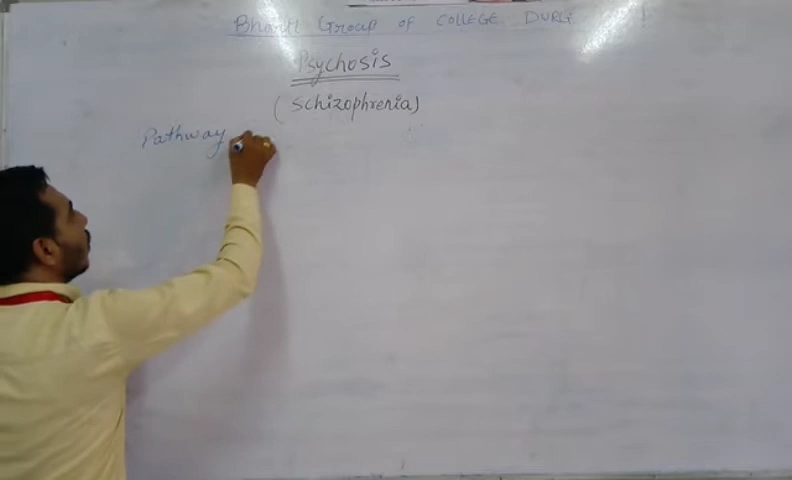 Bharti Group of COLLEGE DURG
Psychosis
(Schizophrenia)
Pathway